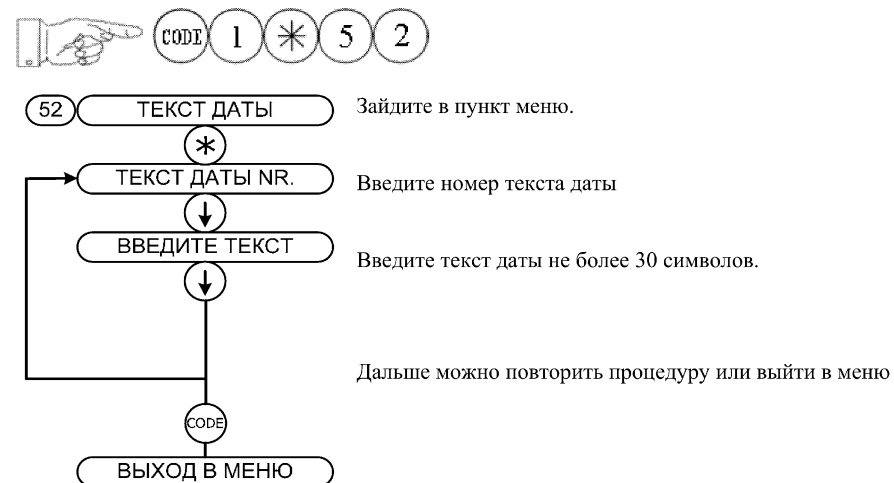 CODE 1 * 5 2
52 ТЕКСТ ДАТЫ Зайдите в пункт меню.
*
ТЕКСТ ДАТЫ NR. Введите номер текста даты
↓
ВВЕДИТЕ ТЕКСТ Введите текст даты не более 30 символов.
↓
Дальше можно повторить процедуру или выйти в меню
CODE
ВЫХОД В МЕНЮ